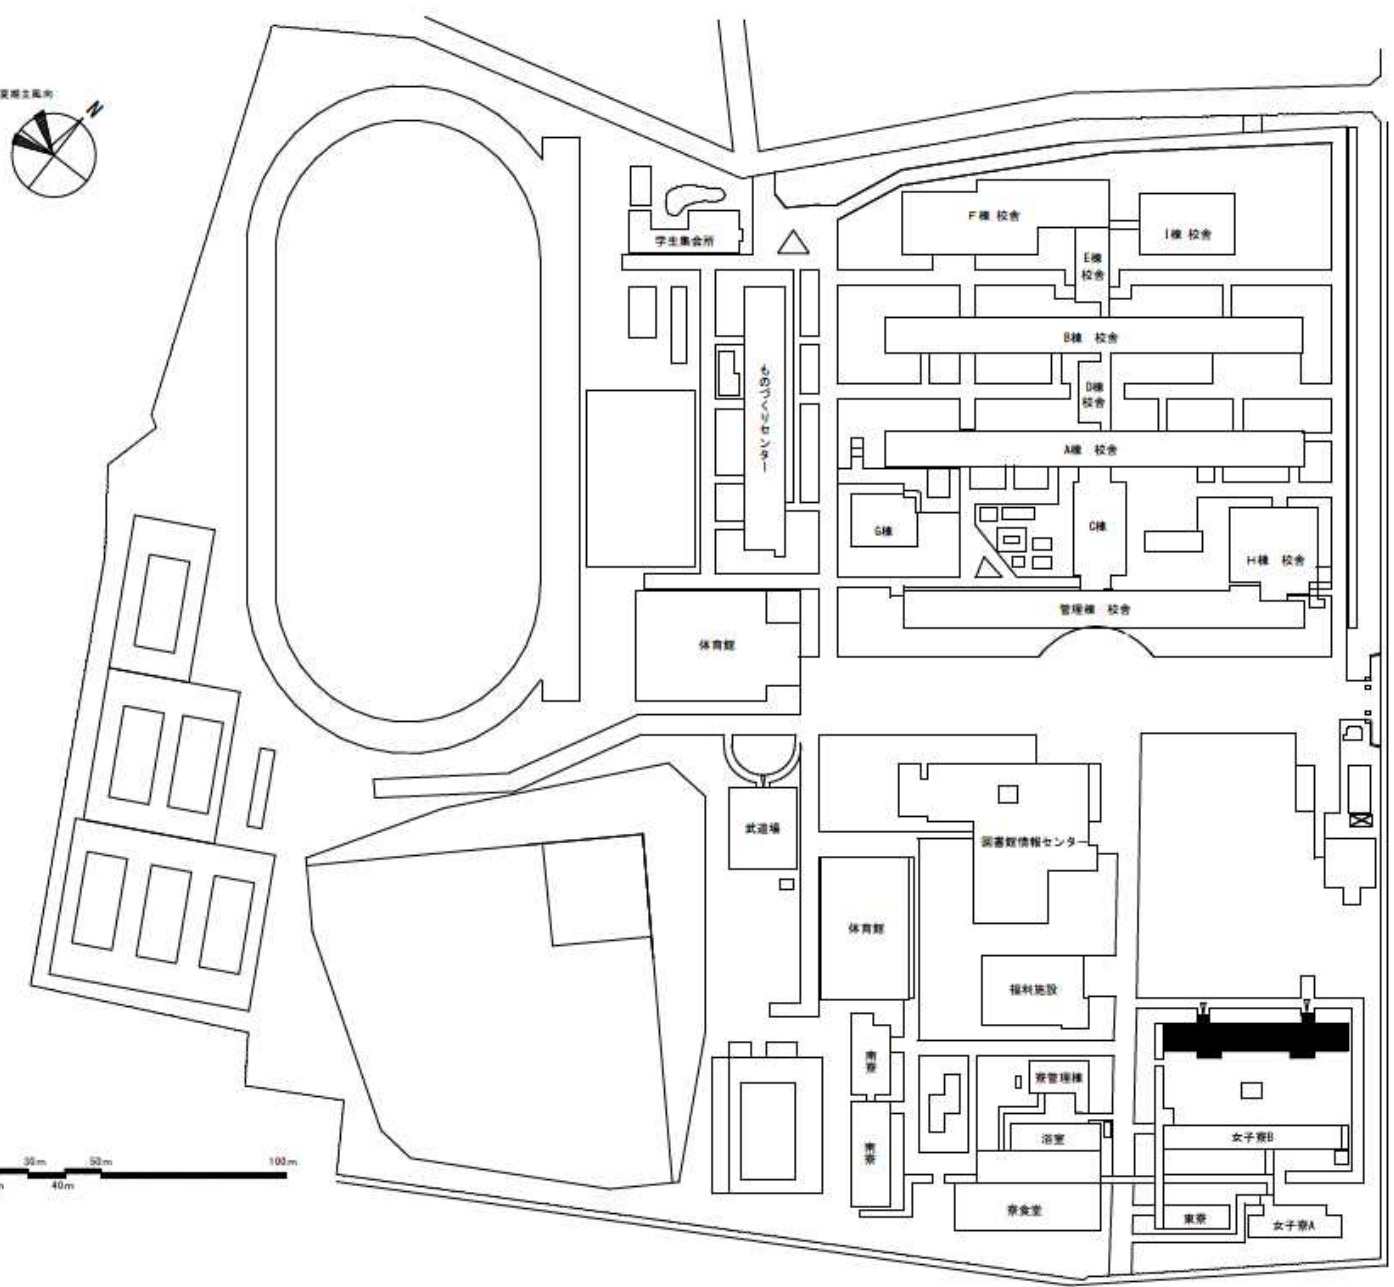 夏期主風向
N
F棟 校舎
I棟 校舎
学生集会所
E棟
校舎
B棟 校舎
ものづくりセンター
D棟
校舎
A棟 校舎
G棟
C棟
H棟 校舎
管理棟 校舎
体育館
武道場
図書館情報センター
体育館
福利施設
南寮
寮管理棟
浴室
女子寮B
南寮
30m
50m
100m
40m
寮食堂
東寮
女子寮A